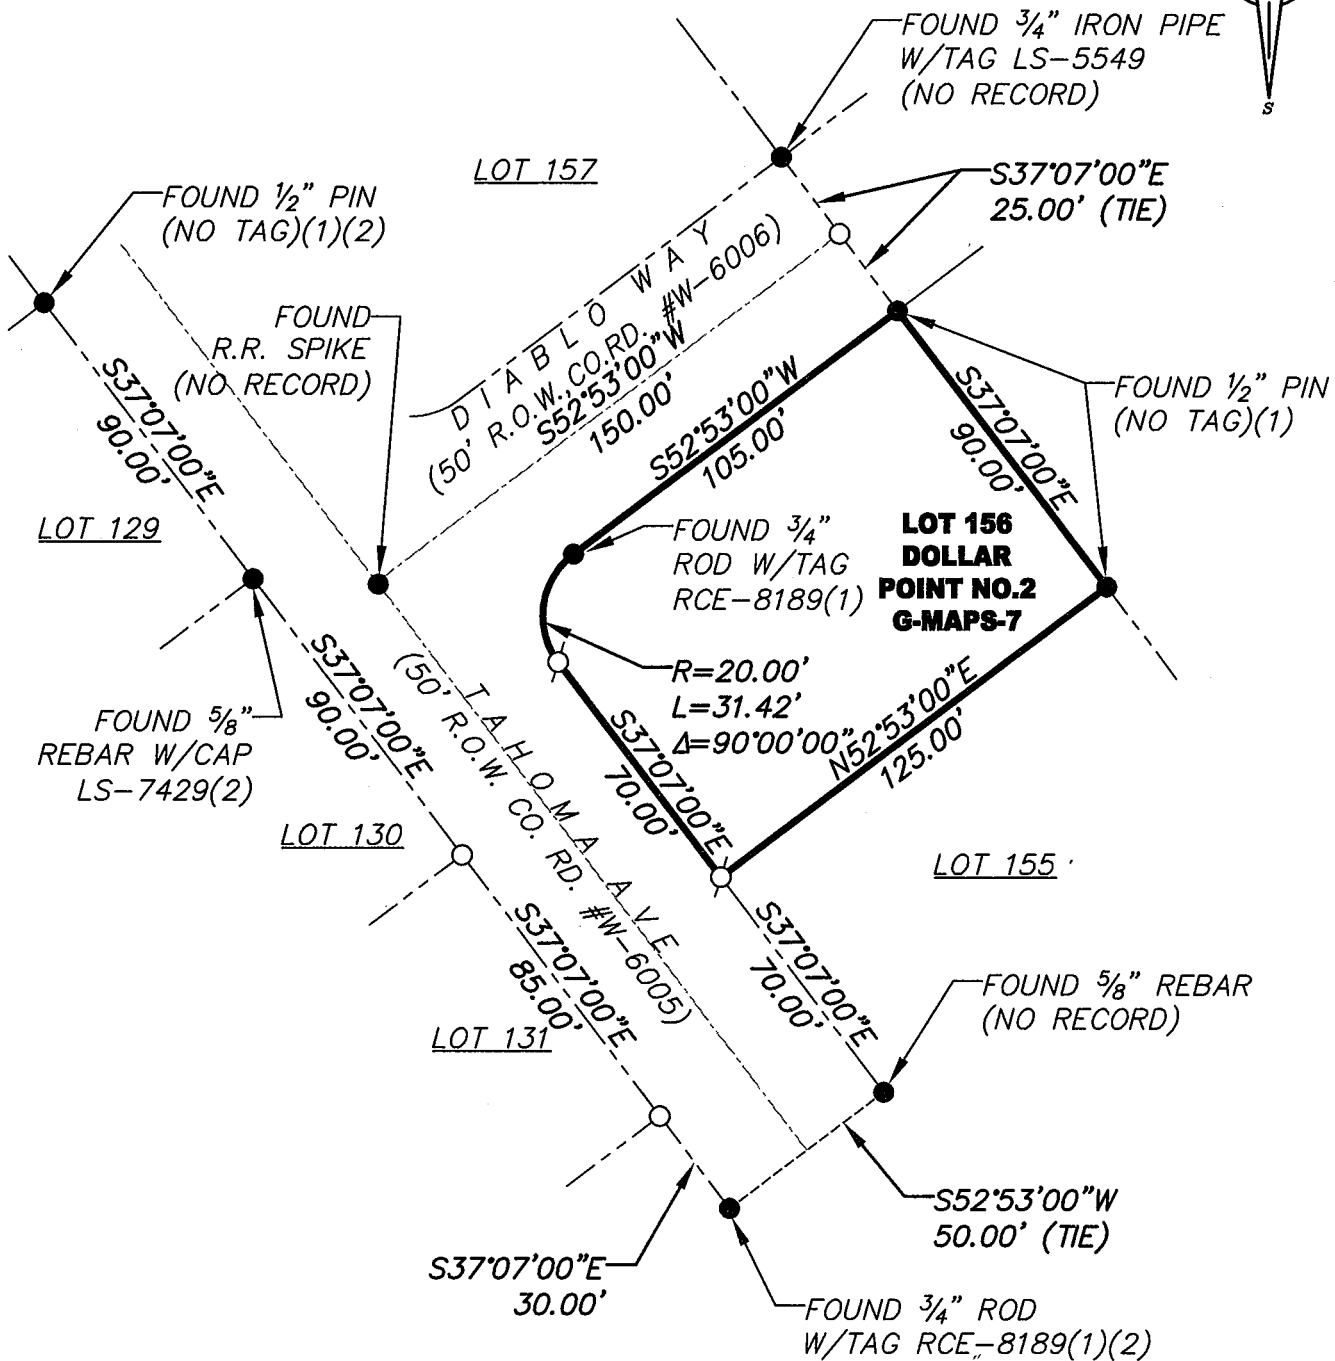 FOUND 3/4" IRON PIPE
W/TAG LS-5549
(NO RECORD)
S
LOT 157
S37°07'00"E
25.00' (TIE)
FOUND 1/2" PIN
(NO TAG)(1)(2)
FOUND
R.R. SPIKE
(NO RECORD)
DIABLO WAY
(50' R.O.W., CO.RD. #W-6006)
S52°53'00"W
150.00'
S52°53'00"W
105.00'
S37°07'00"E
90.00'
FOUND 1/2" PIN
(NO TAG)(1)
S37°07'00"E
90.00'
LOT 129
FOUND 3/4"
ROD W/TAG
RCE-8189(1)
LOT 156
DOLLAR
POINT NO.2
G-MAPS-7
R=20.00'
L=31.42'
Δ=90°00'00"
N52°53'00"E
125.00'
S37°07'00"E
70.00'
FOUND 5/8"
REBAR W/CAP
LS-7429(2)
S37°07'00"E
90.00'
TAHOMA AVE
(50' R.O.W. CO. RD. #W-6005)
LOT 130
LOT 155
S37°07'00"E
85.00'
S37°07'00"E
70.00'
FOUND 5/8" REBAR
(NO RECORD)
LOT 131
S52°53'00"W
50.00' (TIE)
S37°07'00"E
30.00'
FOUND 3/4" ROD
W/TAG RCE-8189(1)(2)